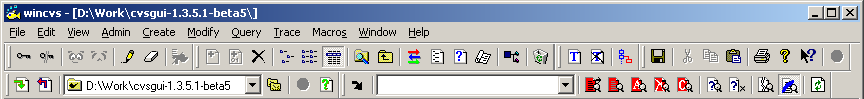 wincvs - [D:\Work\cvsgui-1.3.5.1-beta5\]
File Edit View Admin Create Modify Query Trace Macros Window Help
D:\Work\cvsgui-1.3.5.1-beta5